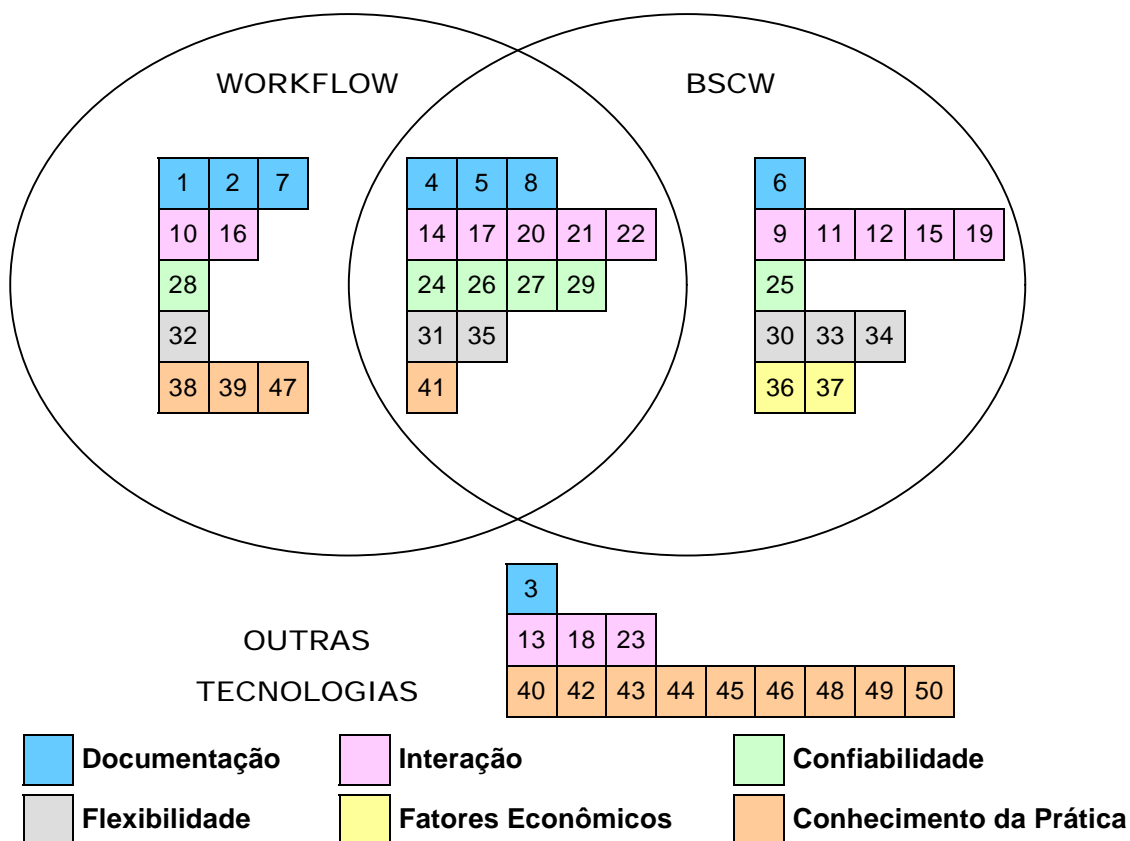 WORKFLOW BSCW
1 2 7 4 5 8 6
10 16 14 17 20 21 22 9 11 12 15 19
28 24 26 27 29 25
32 31 35 30 33 34
38 39 47 41 36 37
3
OUTRAS 13 18 23
TECNOLOGIAS 40 42 43 44 45 46 48 49 50
Documentação Interação Confiabilidade
Flexibilidade Fatores Econômicos Conhecimento da Prática